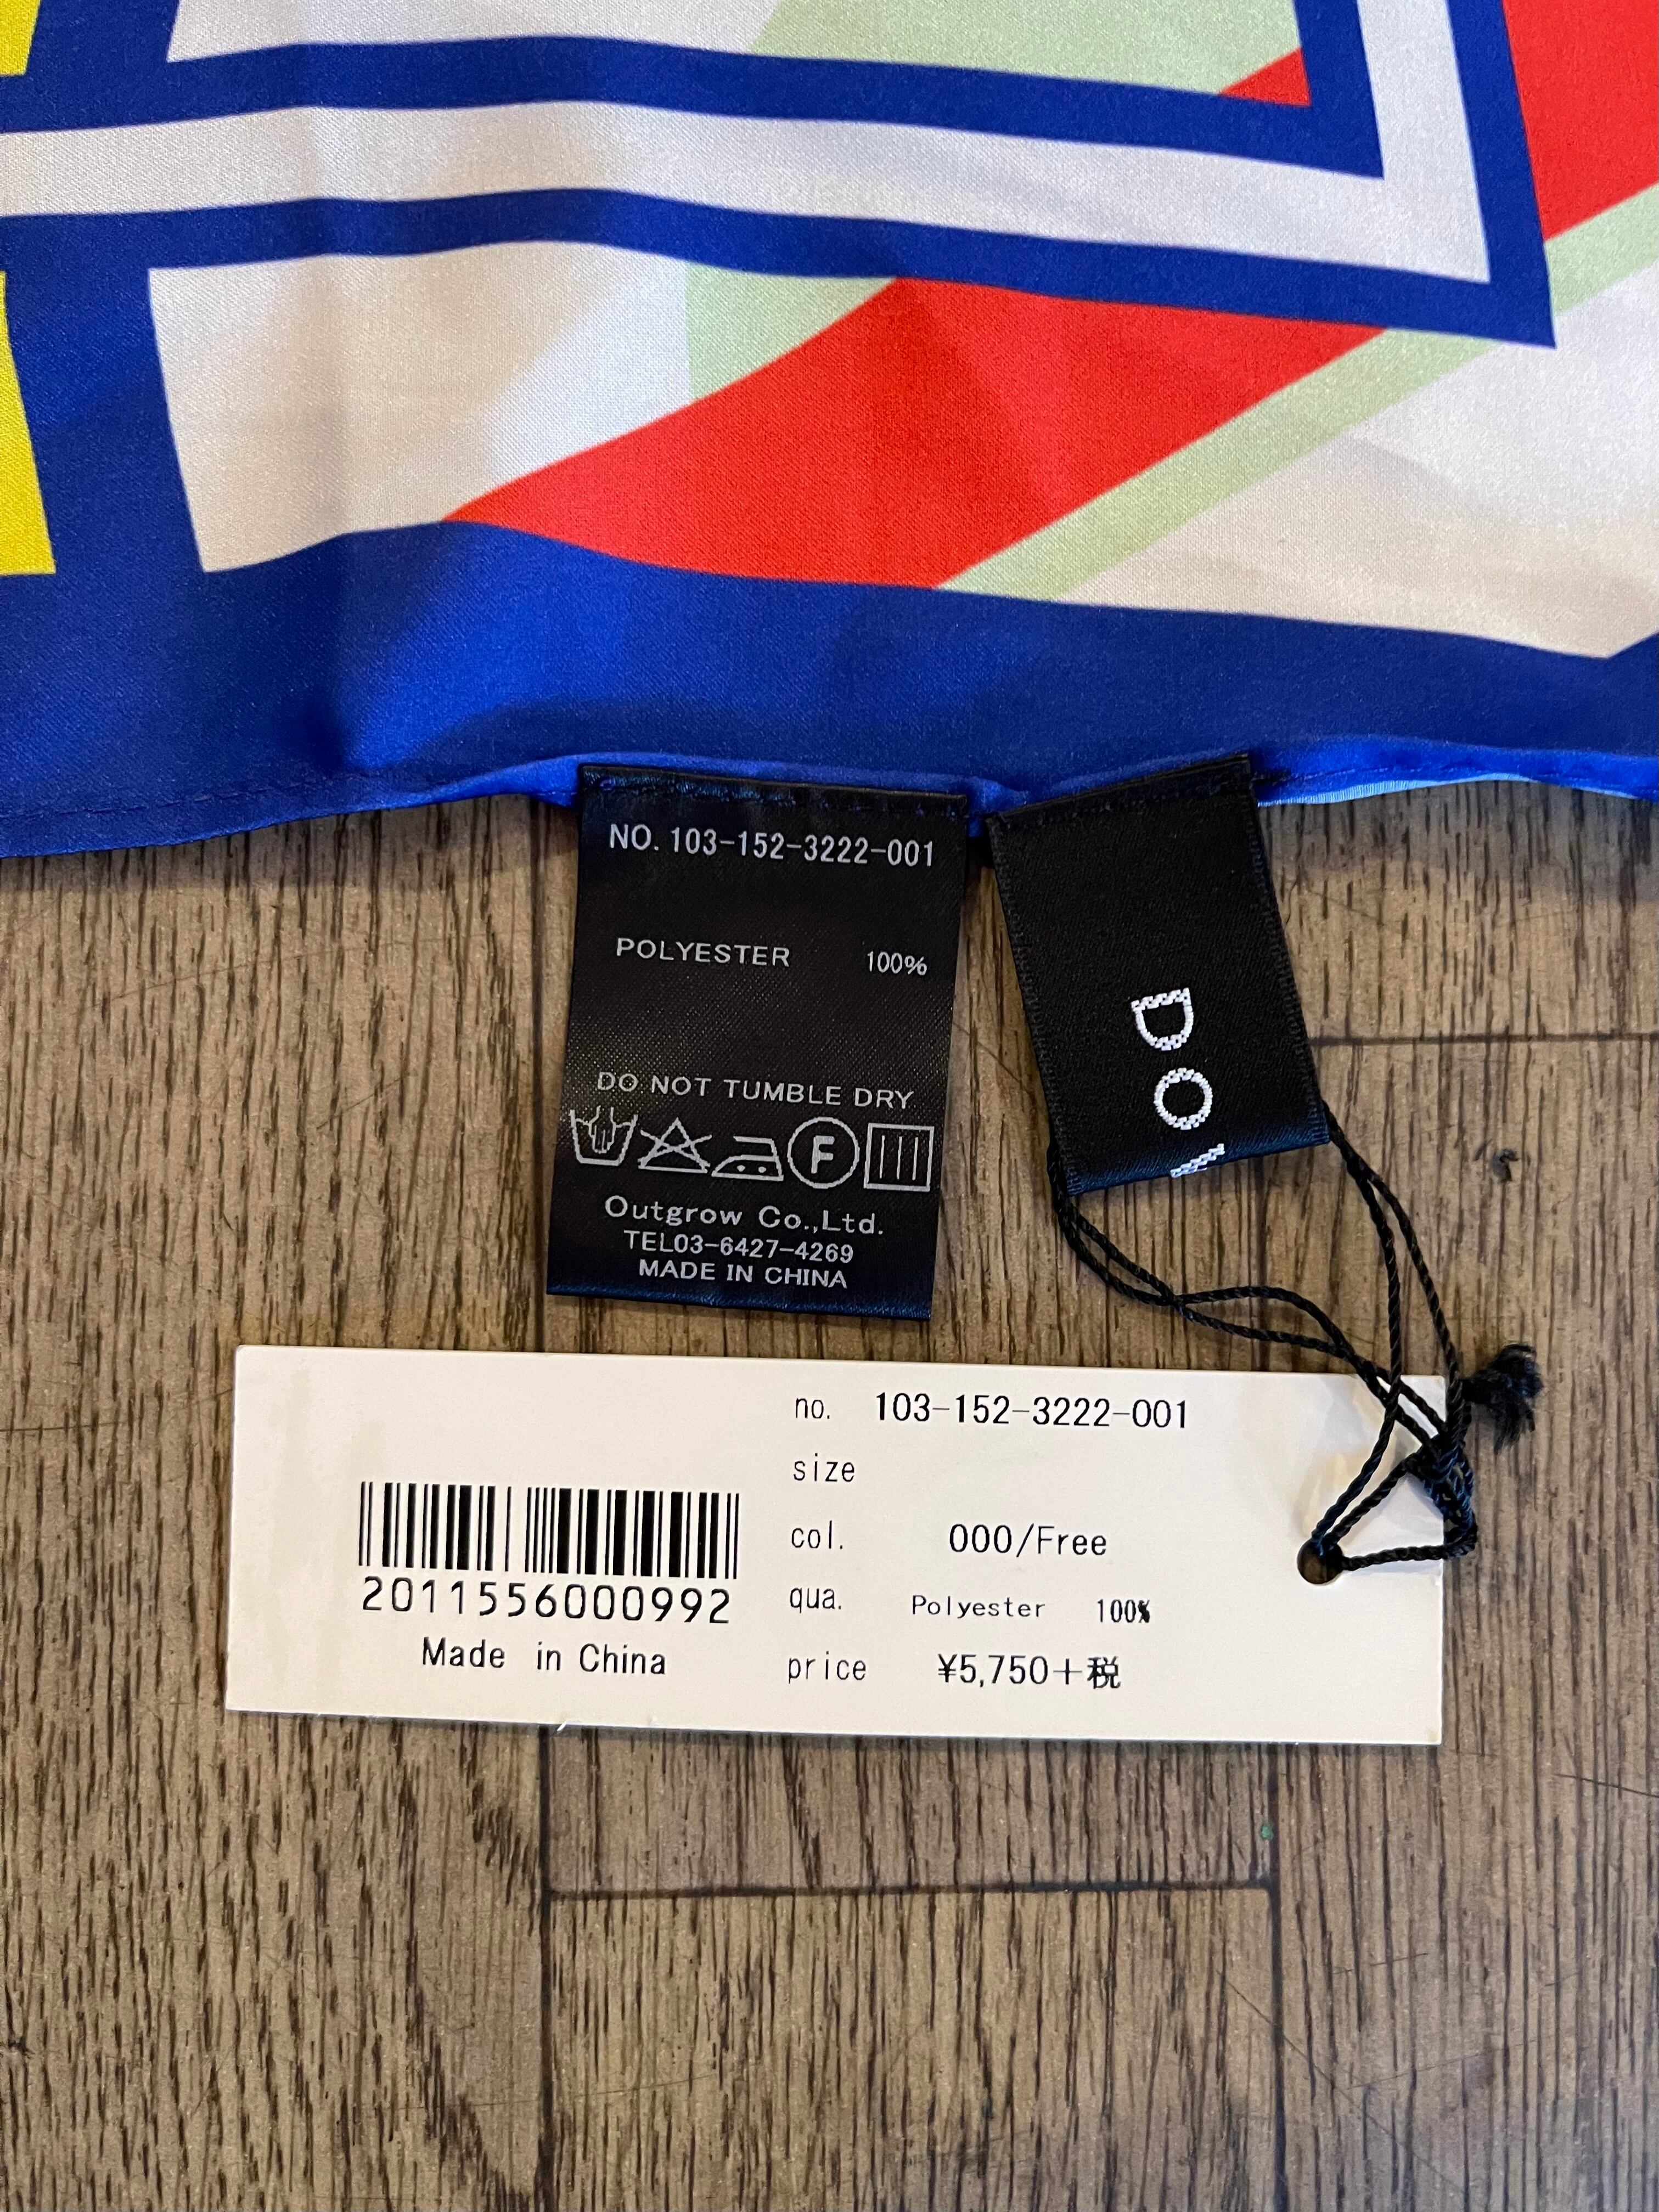 NO. 103-152-3222-001
POLYESTER 100%
DO NOT TUMBLE DRY
F
Outgrow Co.,Ltd.
TEL03-6427-4269
MADE IN CHINA
DO
no. 103-152-3222-001
size
col. 000/Free
qua. Polyester 100%
price ¥5,750+税
2011556000992
Made in China